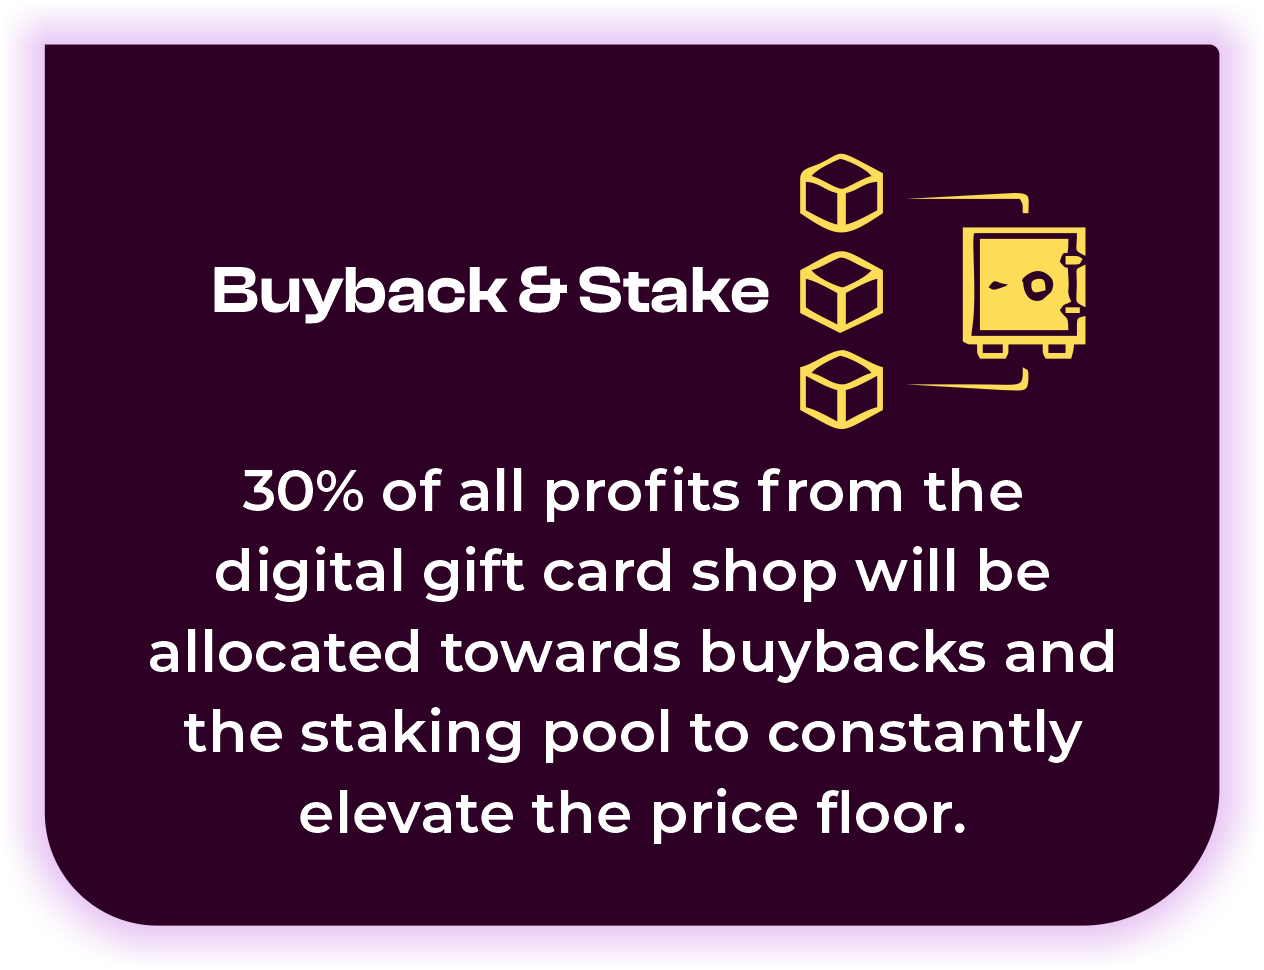 Buyback & Stake
30% of all profits from the
digital gift card shop will be
allocated towards buybacks and
the staking pool to constantly
elevate the price floor.